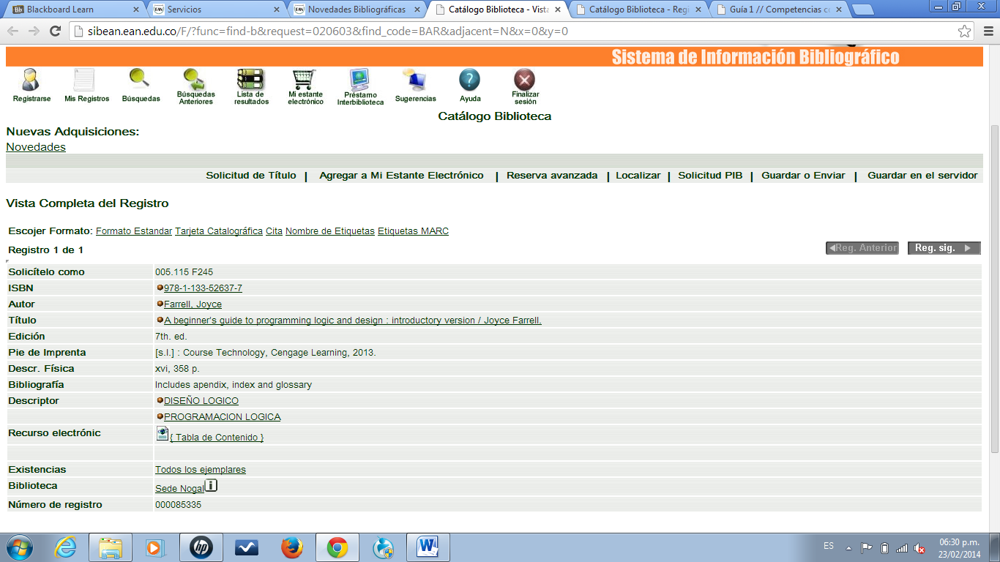 Blackboard Learn
Servicios
Novedades Bibliográficas
Catálogo Biblioteca - Vist
Catálogo Biblioteca - Reg
Guía 1 // Competencias c
sibean.ean.edu.co/F/?func=find-b&request=020603&find_code=BAR&adjacent=N&x=0&y=0
Sistema de Información Bibliográfico
Registrarse Mis Registros Búsquedas Búsquedas Anteriores Lista de resultados Mi estante electrónico Préstamo Interbiblioteca Sugerencias Ayuda Finalizar sesión
Catálogo Biblioteca
Nuevas Adquisiciones:
Novedades
Solicitud de Título | Agregar a Mi Estante Electrónico | Reserva avanzada | Localizar | Solicitud PIB | Guardar o Enviar | Guardar en el servidor
Vista Completa del Registro
Escojer Formato: Formato Estandar Tarjeta Catalográfica Cita Nombre de Etiquetas Etiquetas MARC
Registro 1 de 1 Reg. Anterior Reg. sig.
Solicítelo como 005.115 F245
ISBN 978-1-133-52637-7
Autor Farrell, Joyce
Título A beginner's guide to programming logic and design : introductory version / Joyce Farrell.
Edición 7th. ed.
Pie de Imprenta [s.l.] : Course Technology, Cengage Learning, 2013.
Descr. Física xvi, 358 p.
Bibliografía Includes apendix, index and glossary
Descriptor DISEÑO LOGICO
PROGRAMACION LOGICA
Recurso electrónic { Tabla de Contenido }
Existencias Todos los ejemplares
Biblioteca Sede Nogal
Número de registro 000085335
ES
06:30 p.m.
23/02/2014